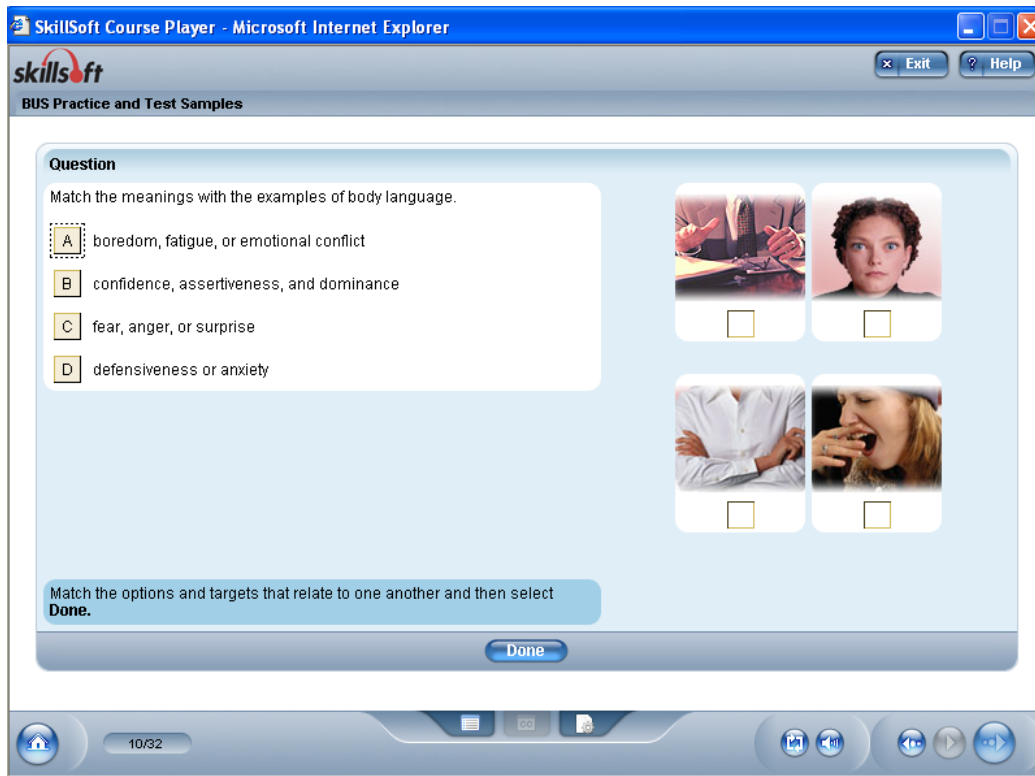 SkillSoft Course Player - Microsoft Internet Explorer
skillsoft
× Exit
? Help
BUS Practice and Test Samples
Question
Match the meanings with the examples of body language.
A boredom, fatigue, or emotional conflict
B confidence, assertiveness, and dominance
C fear, anger, or surprise
D defensiveness or anxiety
Match the options and targets that relate to one another and then select
Done.
Done
CC
10/32